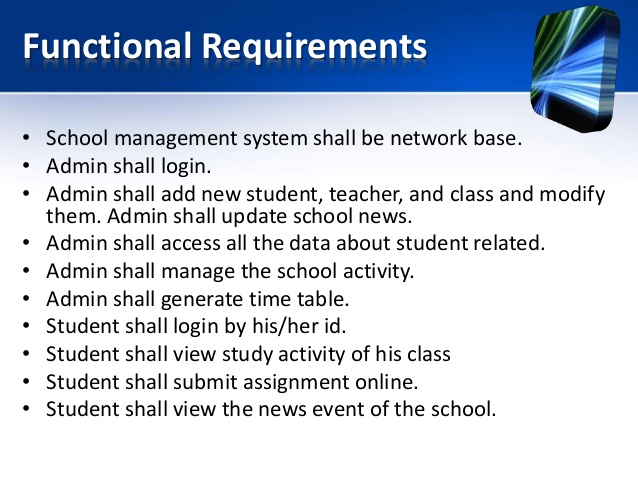 Functional Requirements
• School management system shall be network base.
• Admin shall login.
• Admin shall add new student, teacher, and class and modify
them. Admin shall update school news.
• Admin shall access all the data about student related.
• Admin shall manage the school activity.
• Admin shall generate time table.
• Student shall login by his/her id.
• Student shall view study activity of his class
• Student shall submit assignment online.
• Student shall view the news event of the school.